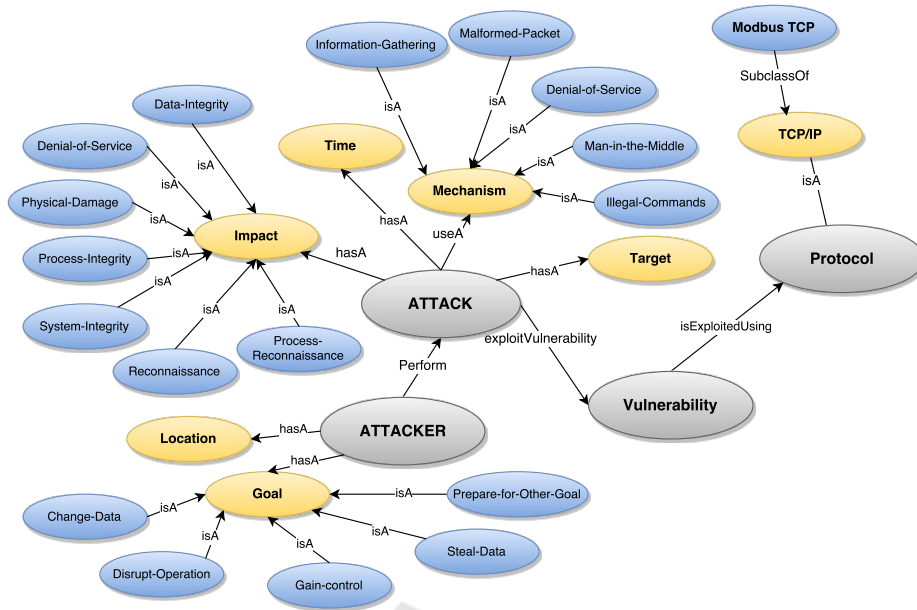 Modbus TCP
Malformed-Packet
Information-Gathering
SubclassOf
isA
isA
Denial-of-Service
Data-Integrity
isA
TCP/IP
Denial-of-Service
isA
Time
Man-in-the-Middle
isA
isA
isA
Mechanism
Physical-Damage
isA
Illegal-Commands
isA
hasA
useA
Impact
Process-Integrity
isA
hasA
Target
Protocol
hasA
isA
ATTACK
System-Integrity
isA
isA
exploitVulnerability
isExploitedUsing
Process-
Reconnaissance
Reconnaissance
Perform
Vulnerability
Location
hasA
ATTACKER
hasA
Goal
isA
Prepare-for-Other-Goal
Change-Data
isA
isA
isA
Steal-Data
isA
Disrupt-Operation
Gain-control